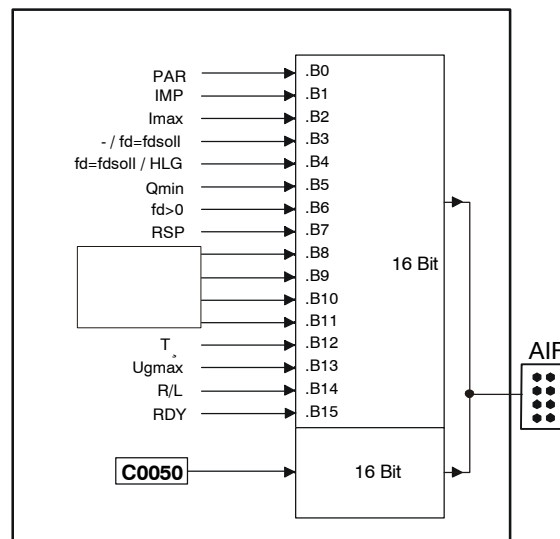 PAR .B0
IMP .B1
Imax .B2
- / fd=fdsoll .B3
fd=fdsoll / HLG .B4
Qmin .B5
fd>0 .B6
RSP .B7
.B8
.B9
16 Bit
.B10
.B11
T¸ .B12
Ugmax .B13
R/L .B14
RDY .B15
AIF
C0050 16 Bit